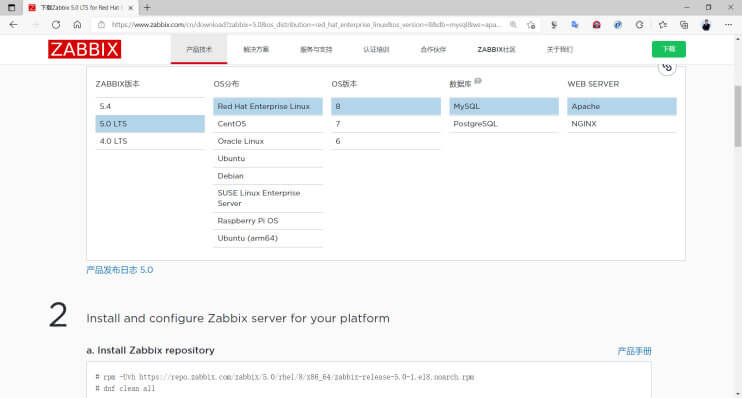 下载Zabbix 5.0 LTS for Red Hat
https://www.zabbix.com/cn/download?zabbix=5.0&os_distribution=red_hat_enterprise_linux&os_version=8&db=mysql&ws=apa...
ZABBIX
产品技术 解决方案 服务与支持 认证培训 合作伙伴 ZABBIX社区 关于我们 下载
ZABBIX版本 OS分布 OS版本 数据库 WEB SERVER
5.4 Red Hat Enterprise Linux 8 MySQL Apache
5.0 LTS CentOS 7 PostgreSQL NGINX
4.0 LTS Oracle Linux 6
Ubuntu
Debian
SUSE Linux Enterprise
Server
Raspberry Pi OS
Ubuntu (arm64)
产品发布日志 5.0
2 Install and configure Zabbix server for your platform
a. Install Zabbix repository 产品手册
# rpm -Uvh https://repo.zabbix.com/zabbix/5.0/rhel/8/x86_64/zabbix-release-5.0-1.el8.noarch.rpm
# dnf clean all